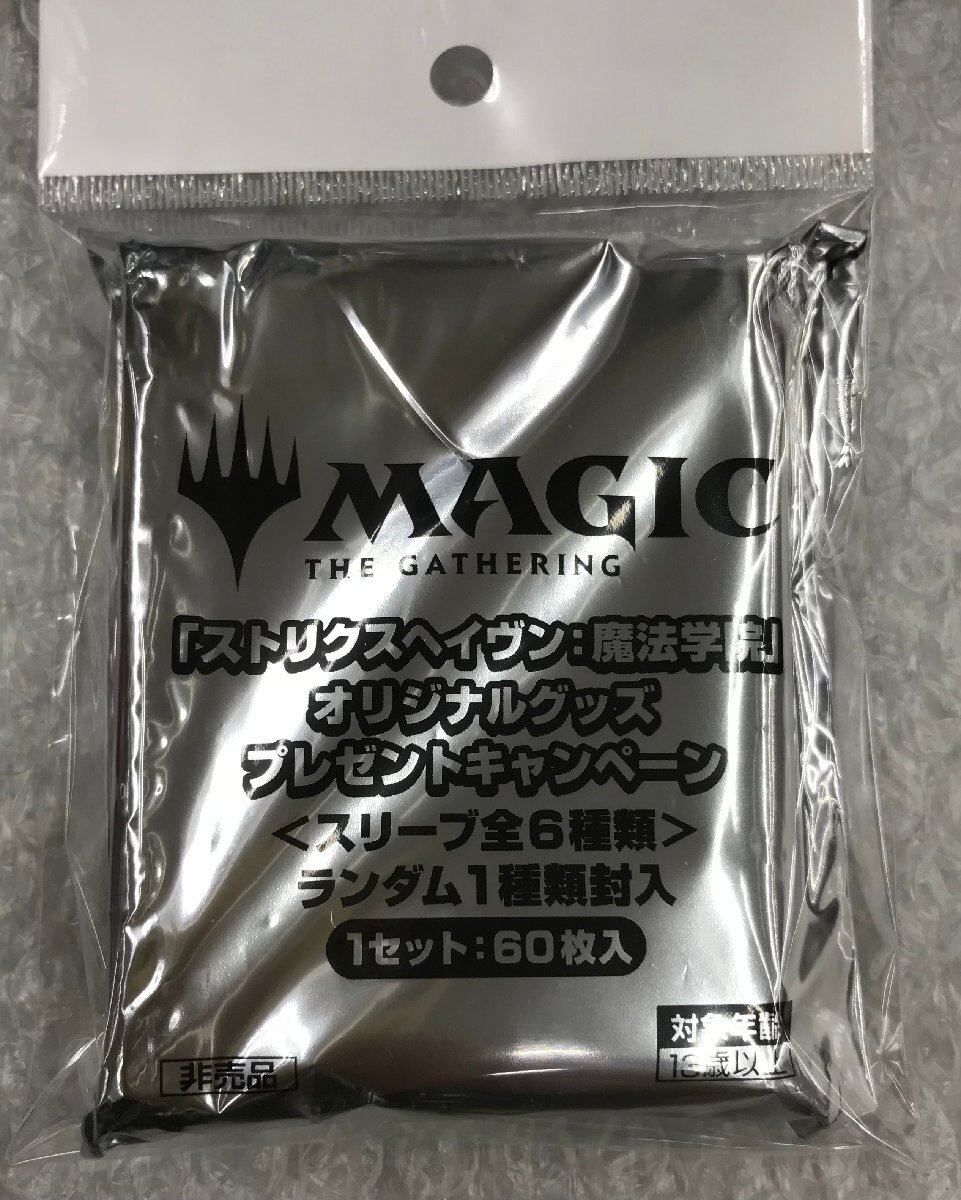 MAGIC
THE GATHERING
「ストリクスヘイヴン:魔法学院」
オリジナルグッズ
プレゼントキャンペーン
<スリーブ全6種類>
ランダム1種類封入
1セット:60枚入
対象年齢
13歳以上
非売品